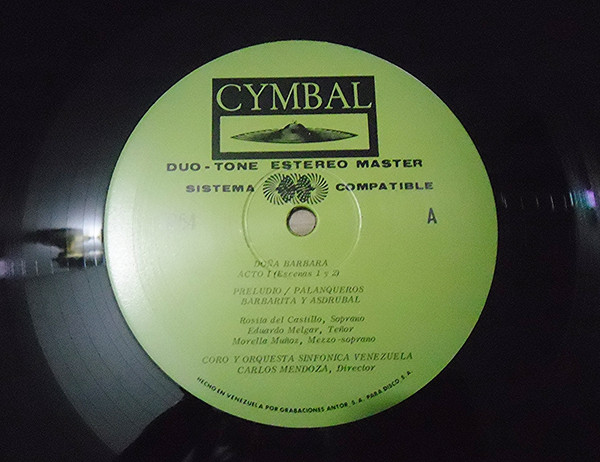 CYMBAL
DUO-TONE ESTEREO MASTER
SISTEMA COMPATIBLE
A
DOÑA BARBARA
ACTO I (Escenas 1 y 2)
PRELUDIO / PALANQUEROS
BARBARITA Y ASDRUBAL
Rosita del Castillo, Soprano
Eduardo Melgar, Teñor
Morella Muñoz, Mezzo-soprano
CORO Y ORQUESTA SINFONICA VENEZUELA
CARLOS MENDOZA, Director
HECHO EN VENEZUELA POR GRABACIONES ANTOR, S.A. PARA DISCO, S.A.